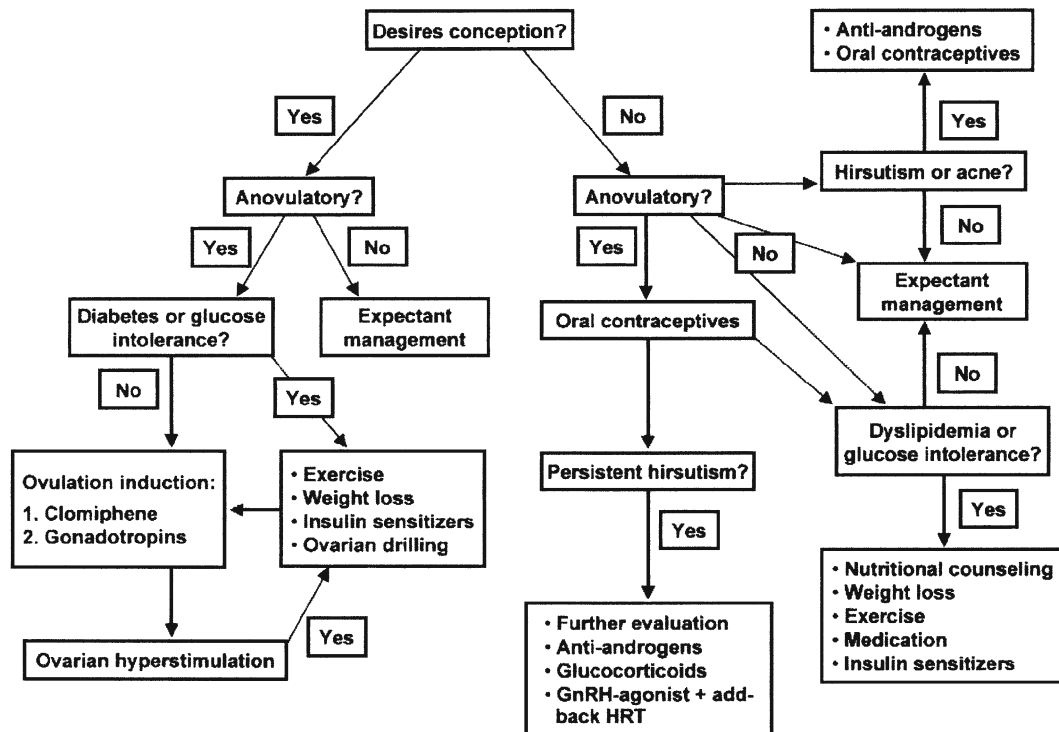 Desires conception?
• Anti-androgens
• Oral contraceptives
Yes
No
Yes
Anovulatory?
Anovulatory?
Hirsutism or acne?
Yes
No
Yes
No
No
Diabetes or glucose
intolerance?
Expectant
management
Oral contraceptives
Expectant
management
No
Yes
No
Dyslipidemia or
glucose intolerance?
Ovulation induction:
1. Clomiphene
2. Gonadotropins
• Exercise
• Weight loss
• Insulin sensitizers
• Ovarian drilling
Persistent hirsutism?
Yes
Yes
Ovarian hyperstimulation
Yes
• Further evaluation
• Anti-androgens
• Glucocorticoids
• GnRH-agonist + add-
back HRT
• Nutritional counseling
• Weight loss
• Exercise
• Medication
• Insulin sensitizers